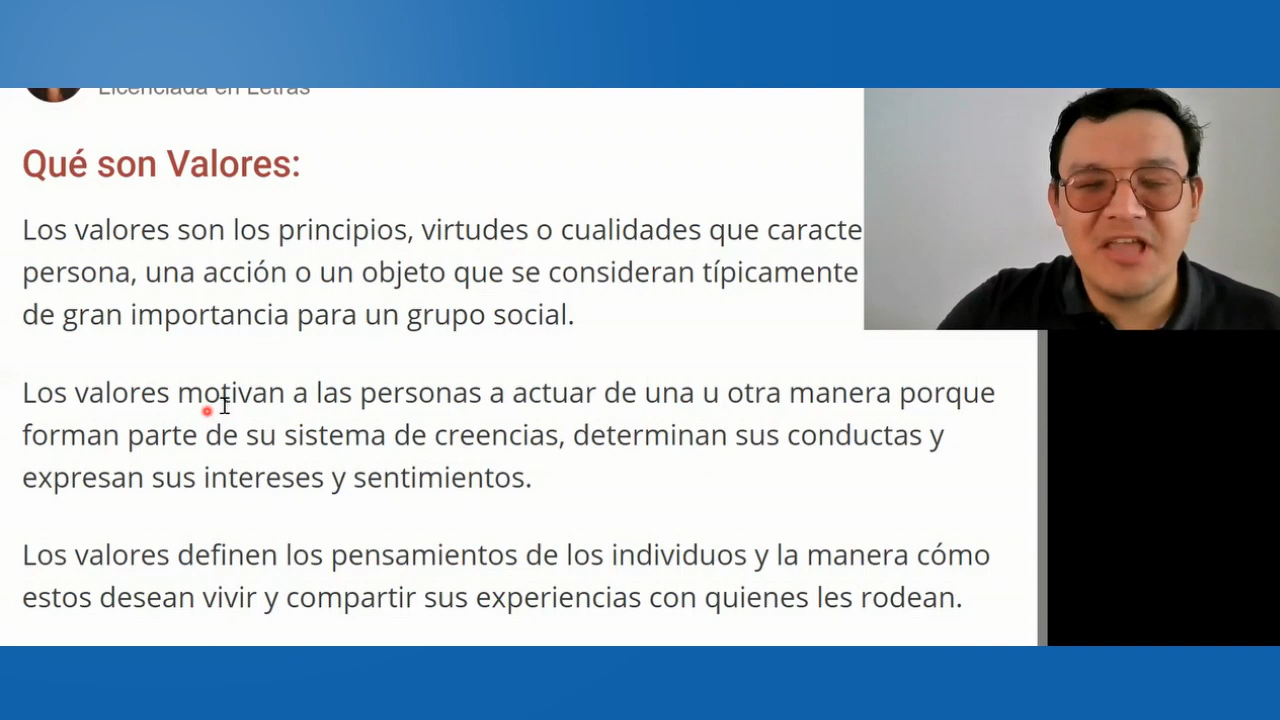 Licenciada en Letras
Qué son Valores:
Los valores son los principios, virtudes o cualidades que caracte
persona, una acción o un objeto que se consideran típicamente
de gran importancia para un grupo social.
Los valores motivan a las personas a actuar de una u otra manera porque
forman parte de su sistema de creencias, determinan sus conductas y
expresan sus intereses y sentimientos.
Los valores definen los pensamientos de los individuos y la manera cómo
estos desean vivir y compartir sus experiencias con quienes les rodean.